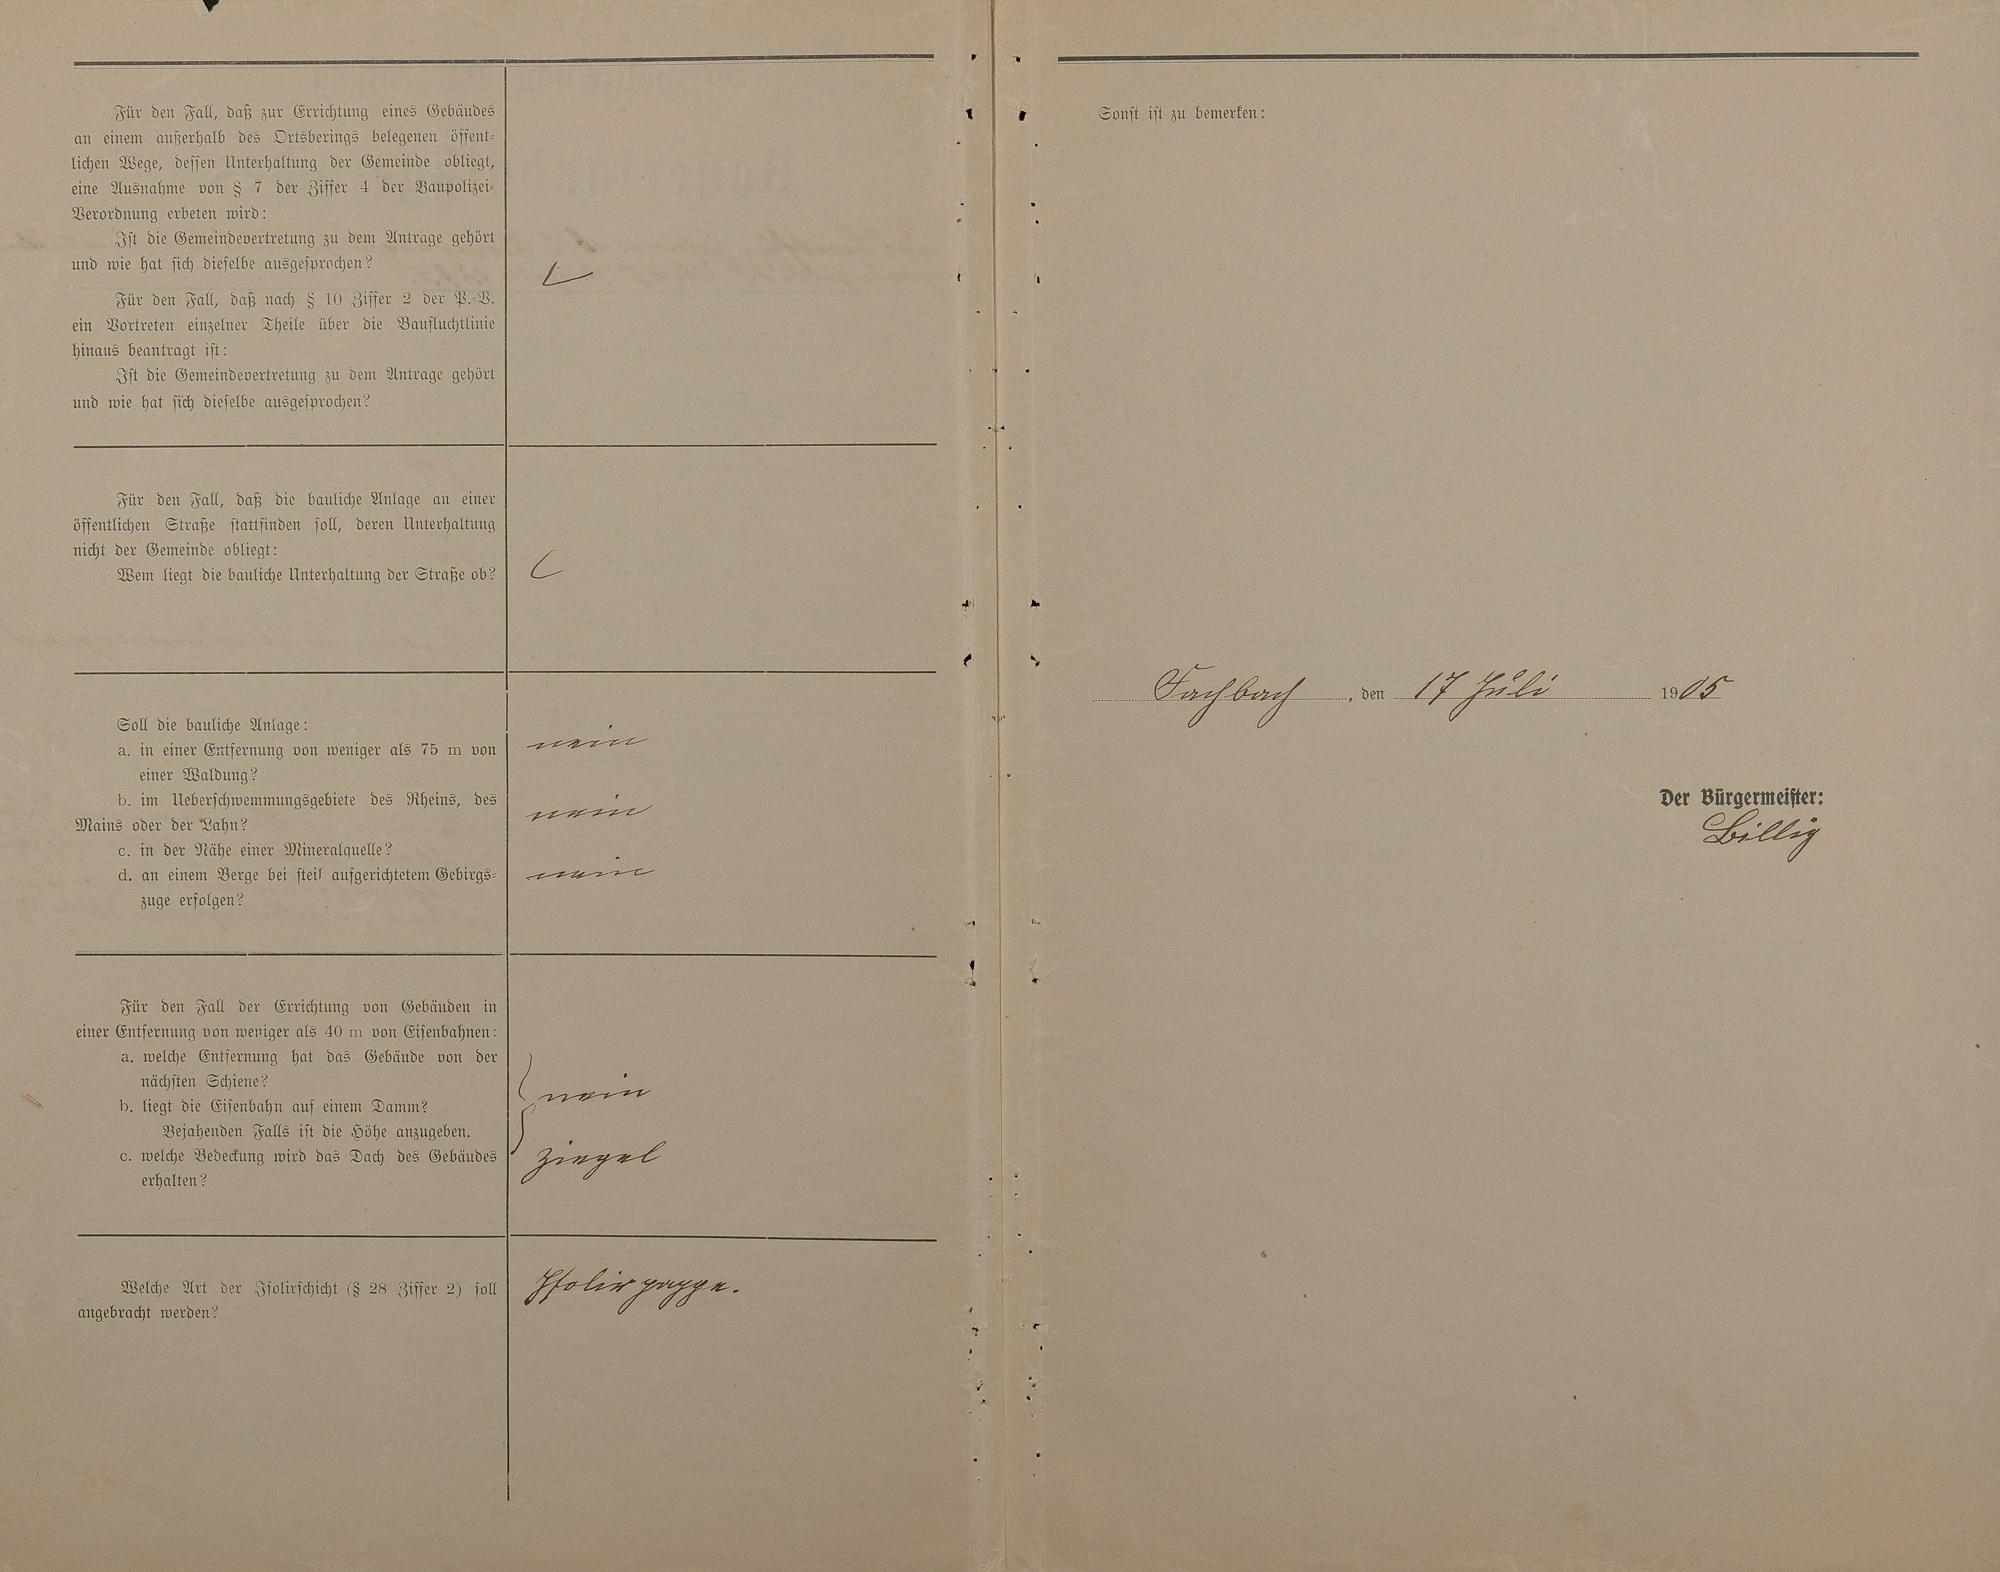 Für den Fall, daß zur Errichtung eines Gebäudes
an einem außerhalb des Ortsberings belegenen öffent-
lichen Wege, dessen Unterhaltung der Gemeinde obliegt,
eine Ausnahme von § 7 der Ziffer 4 der Baupolizei-
Verordnung erbeten wird:
Ist die Gemeindevertretung zu dem Antrage gehört
und wie hat sich dieselbe ausgesprochen?
Für den Fall, daß nach § 10 Ziffer 2 der P.-V.
ein Vortreten einzelner Theile über die Baufluchtlinie
hinaus beantragt ist:
Ist die Gemeindevertretung zu dem Antrage gehört
und wie hat sich dieselbe ausgesprochen?
Für den Fall, daß die bauliche Anlage an einer
öffentlichen Straße stattfinden soll, deren Unterhaltung
nicht der Gemeinde obliegt:
Wem liegt die bauliche Unterhaltung der Straße ob?
Soll die bauliche Anlage:
a. in einer Entfernung von weniger als 75 m von
einer Waldung?
nein
b. im Ueberschwemmungsgebiete des Rheins, des
Mains oder der Lahn?
nein
c. in der Nähe einer Mineralquelle?
d. an einem Berge bei steil aufgerichtetem Gebirgs-
zuge erfolgen?
nein
Für den Fall der Errichtung von Gebäuden in
einer Entfernung von weniger als 40 m von Eisenbahnen:
a. welche Entfernung hat das Gebäude von der
nächsten Schiene?
b. liegt die Eisenbahn auf einem Damm?
Bejahenden Falls ist die Höhe anzugeben.
nein
c. welche Bedeckung wird das Dach des Gebäudes
erhalten?
Ziegel
Welche Art der Isolirschicht (§ 28 Ziffer 2) soll
angebracht werden?
Isolirpappe.
Sonst ist zu bemerken:
Fachbach, den 17 Juli 1905
Der Bürgermeister:
Billig